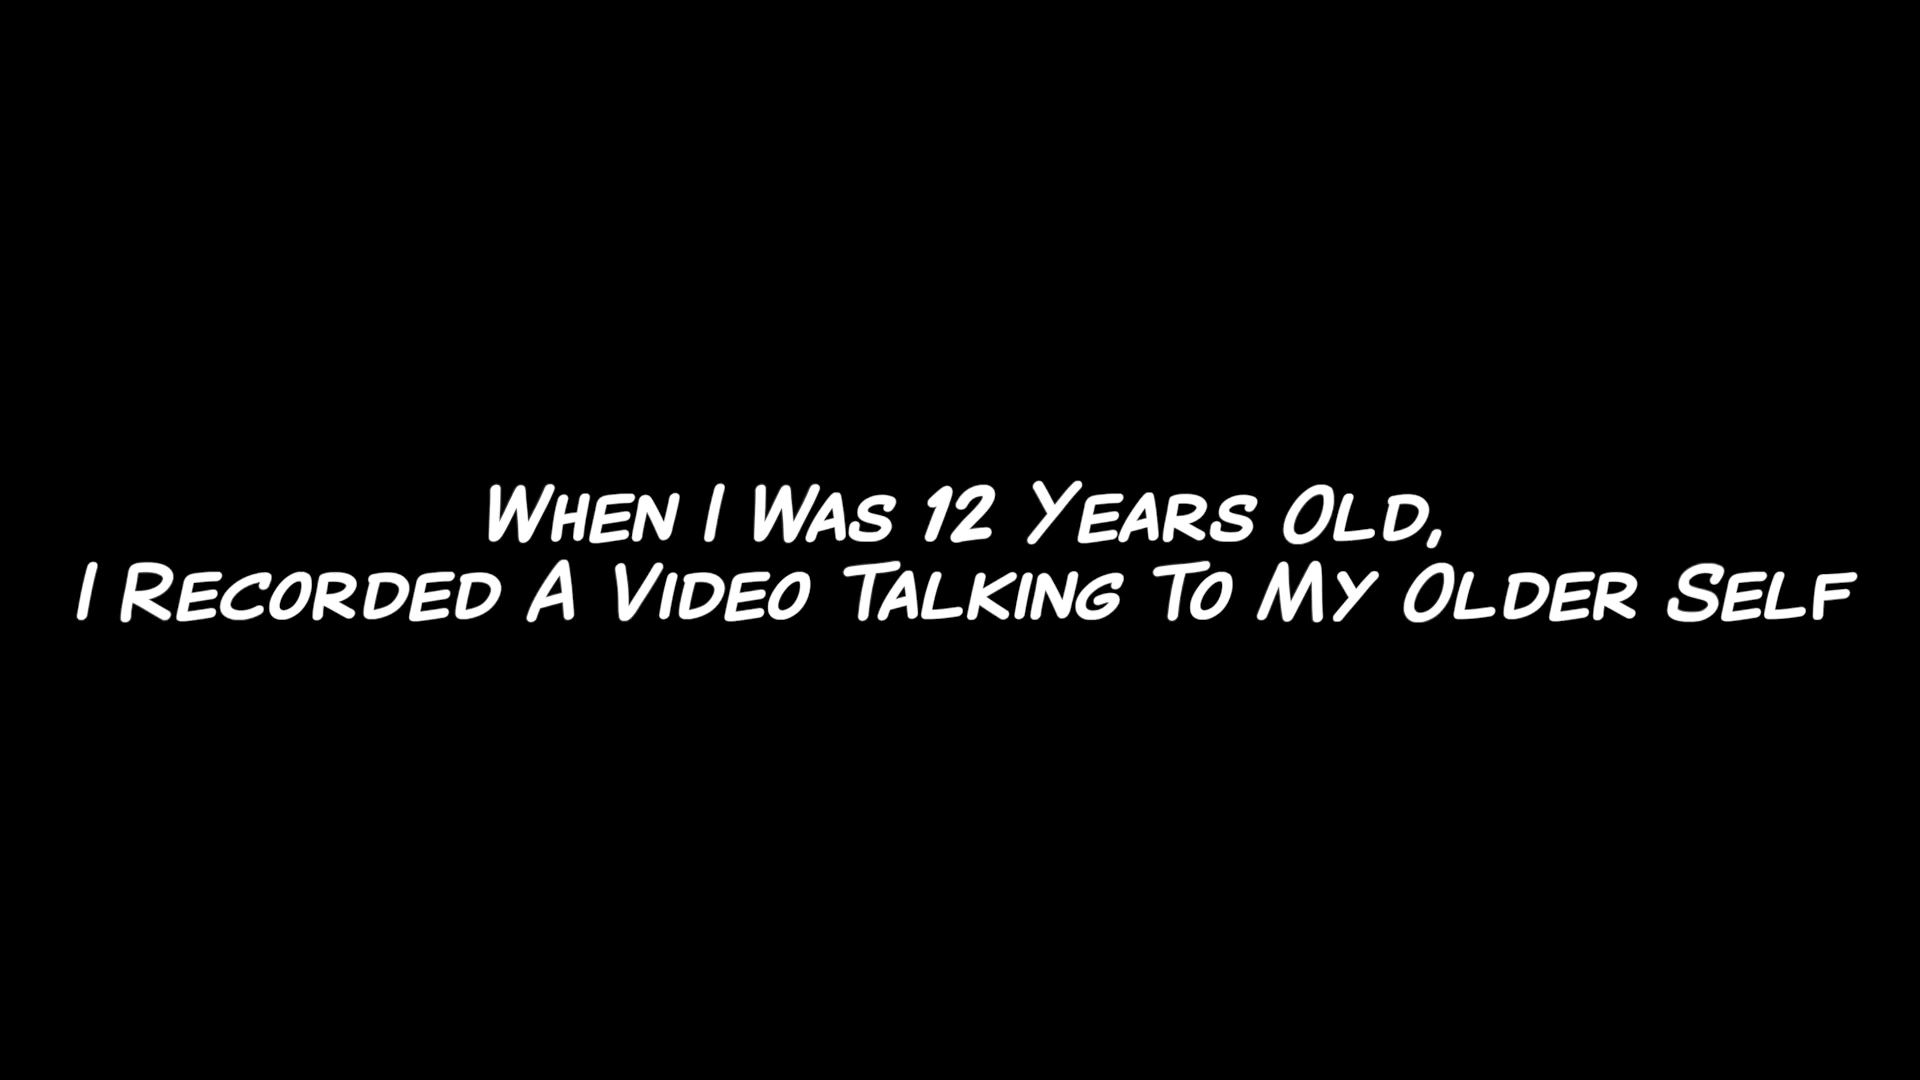 When I Was 12 Years Old,
I Recorded A Video Talking To My Older Self